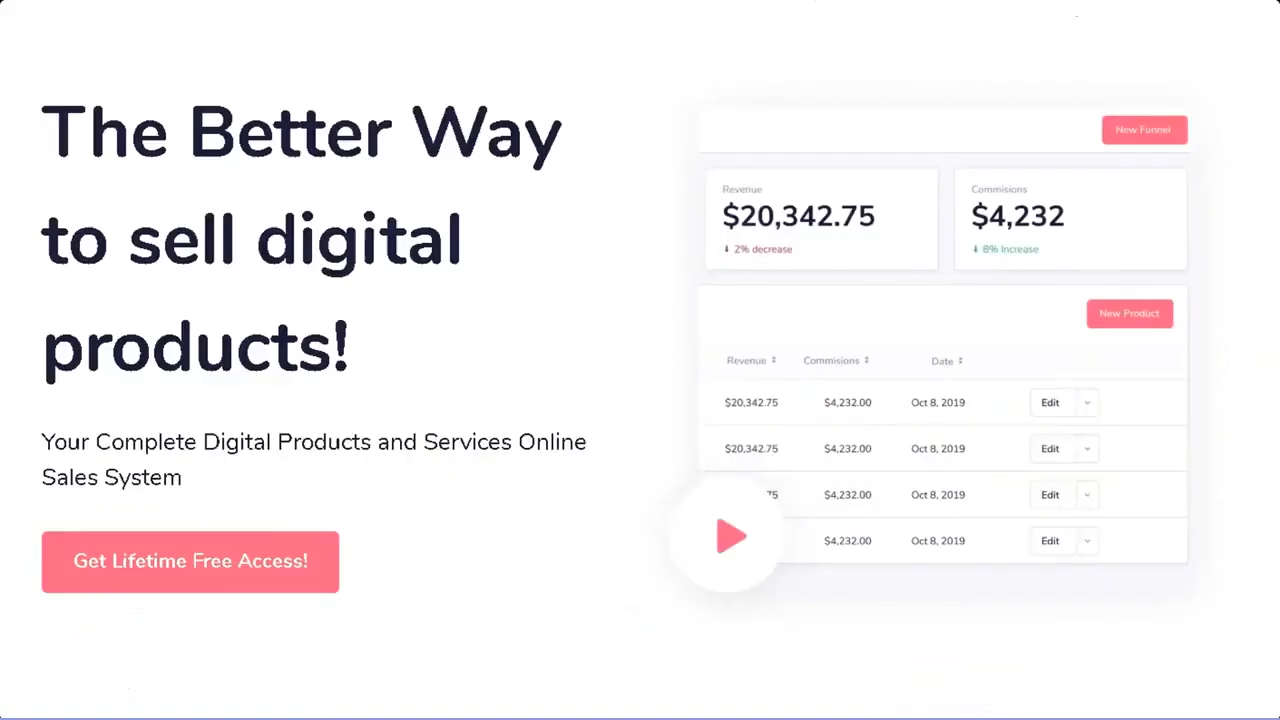 The Better Way
to sell digital
products!
Your Complete Digital Products and Services Online
Sales System
Get Lifetime Free Access!
New Funnel
Revenue Commisions
$20,342.75 $4,232
2% decrease 8% Increase
New Product
Revenue Commisions Date
$20,342.75 $4,232.00 Oct 8, 2019 Edit
$20,342.75 $4,232.00 Oct 8, 2019 Edit
75 $4,232.00 Oct 8, 2019 Edit
$4,232.00 Oct 8, 2019 Edit